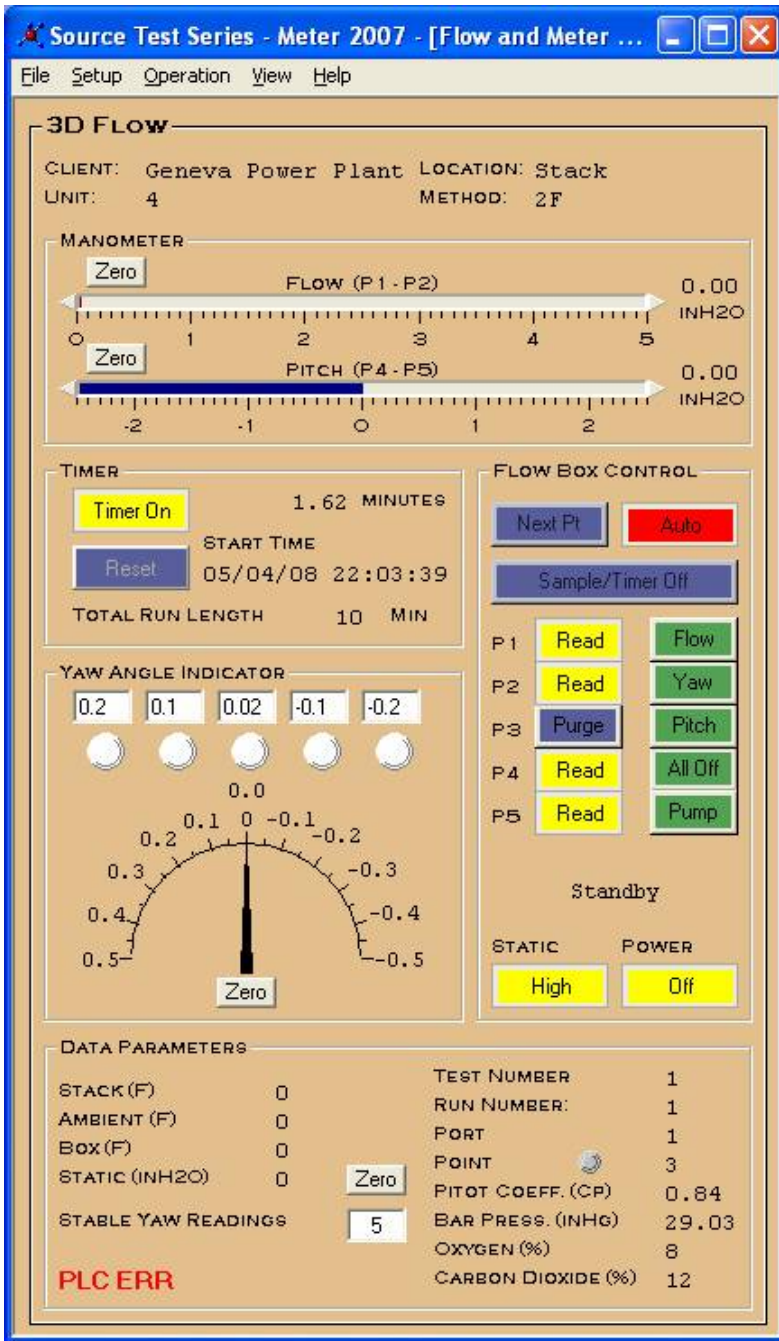 Source Test Series - Meter 2007 - [Flow and Meter ...
File Setup Operation View Help
3D Flow
Client: Geneva Power Plant Location: Stack
Unit: 4 Method: 2F
Manometer
Zero
Flow (P1-P2)
0.00
inH2O
0 1 2 3 4 5
Zero
Pitch (P4-P5)
0.00
inH2O
-2 -1 0 1 2
Timer
Timer On
1.62 minutes
Reset
Start Time
05/04/08 22:03:39
Total Run Length 10 Min
Flow Box Control
Next Pt Auto
Sample/Timer Off
P1 Read Flow
P2 Read Yaw
P3 Purge Pitch
P4 Read All Off
P5 Read Pump
Standby
Static Power
High Off
Yaw Angle Indicator
0.2 0.1 0.02 -0.1 -0.2
0.0
0.5 0.4 0.3 0.2 0.1 0 -0.1 -0.2 -0.3 -0.4 -0.5
Zero
Data Parameters
Stack (F) 0
Ambient (F) 0
Box (F) 0
Static (inH2O) 0 Zero
Stable Yaw Readings 5
PLC ERR
Test Number 1
Run Number: 1
Port 1
Point 3
Pitot Coeff. (Cp) 0.84
Bar Press. (inHg) 29.03
Oxygen (%) 8
Carbon Dioxide (%) 12